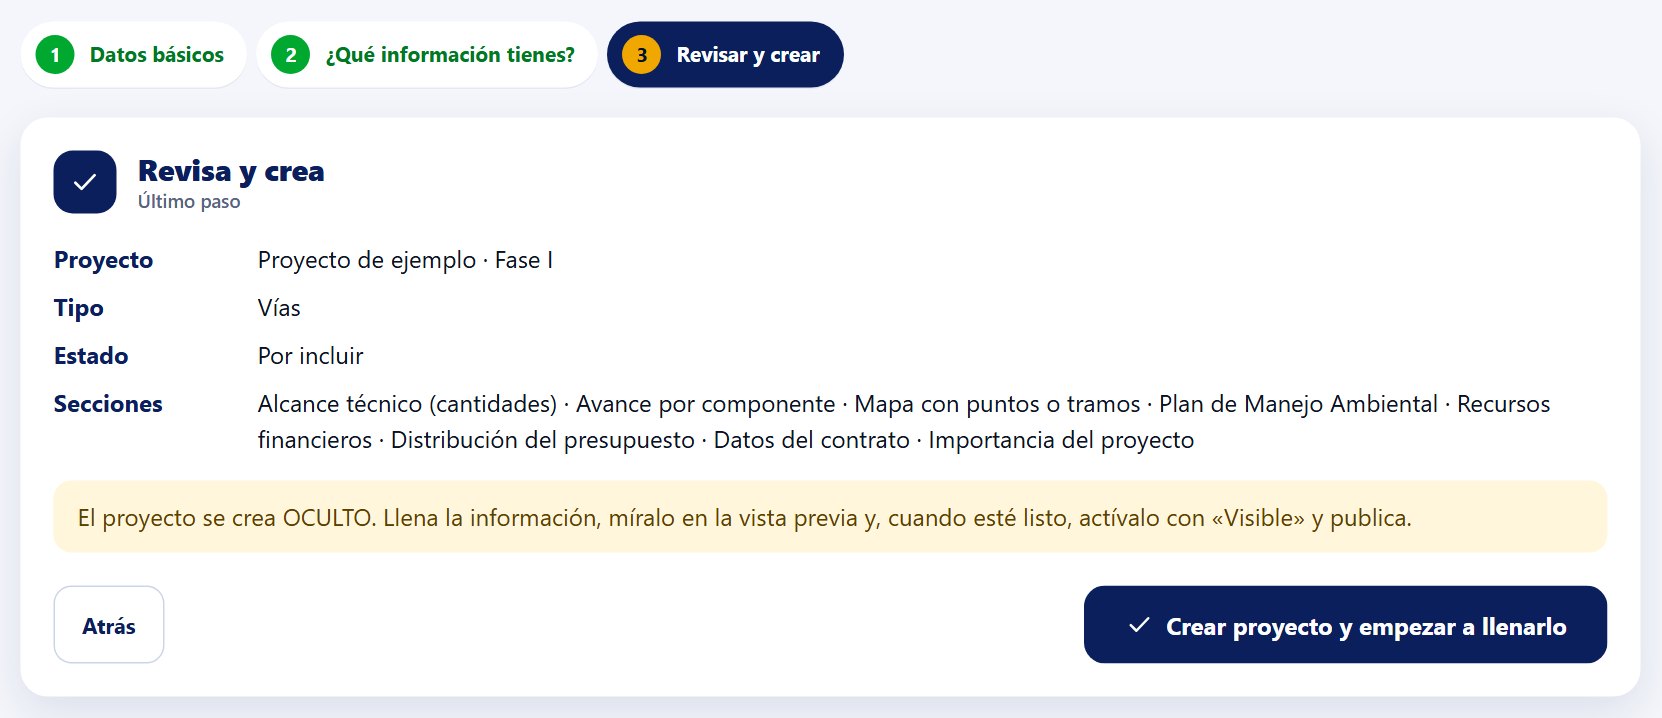 1 Datos básicos
2 ¿Qué información tienes?
3 Revisar y crear
Revisa y crea
Último paso
Proyecto Proyecto de ejemplo · Fase I
Tipo Vías
Estado Por incluir
Secciones Alcance técnico (cantidades) · Avance por componente · Mapa con puntos o tramos · Plan de Manejo Ambiental · Recursos
financieros · Distribución del presupuesto · Datos del contrato · Importancia del proyecto
El proyecto se crea OCULTO. Llena la información, míralo en la vista previa y, cuando esté listo, actívalo con «Visible» y publica.
Atrás
Crear proyecto y empezar a llenarlo